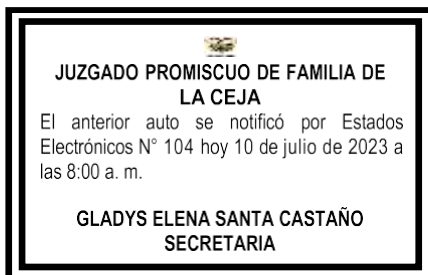 JUZGADO PROMISCUO DE FAMILIA DE
LA CEJA
El anterior auto se notificó por Estados
Electrónicos N° 104 hoy 10 de julio de 2023 a
las 8:00 a. m.
GLADYS ELENA SANTA CASTAÑO
SECRETARIA